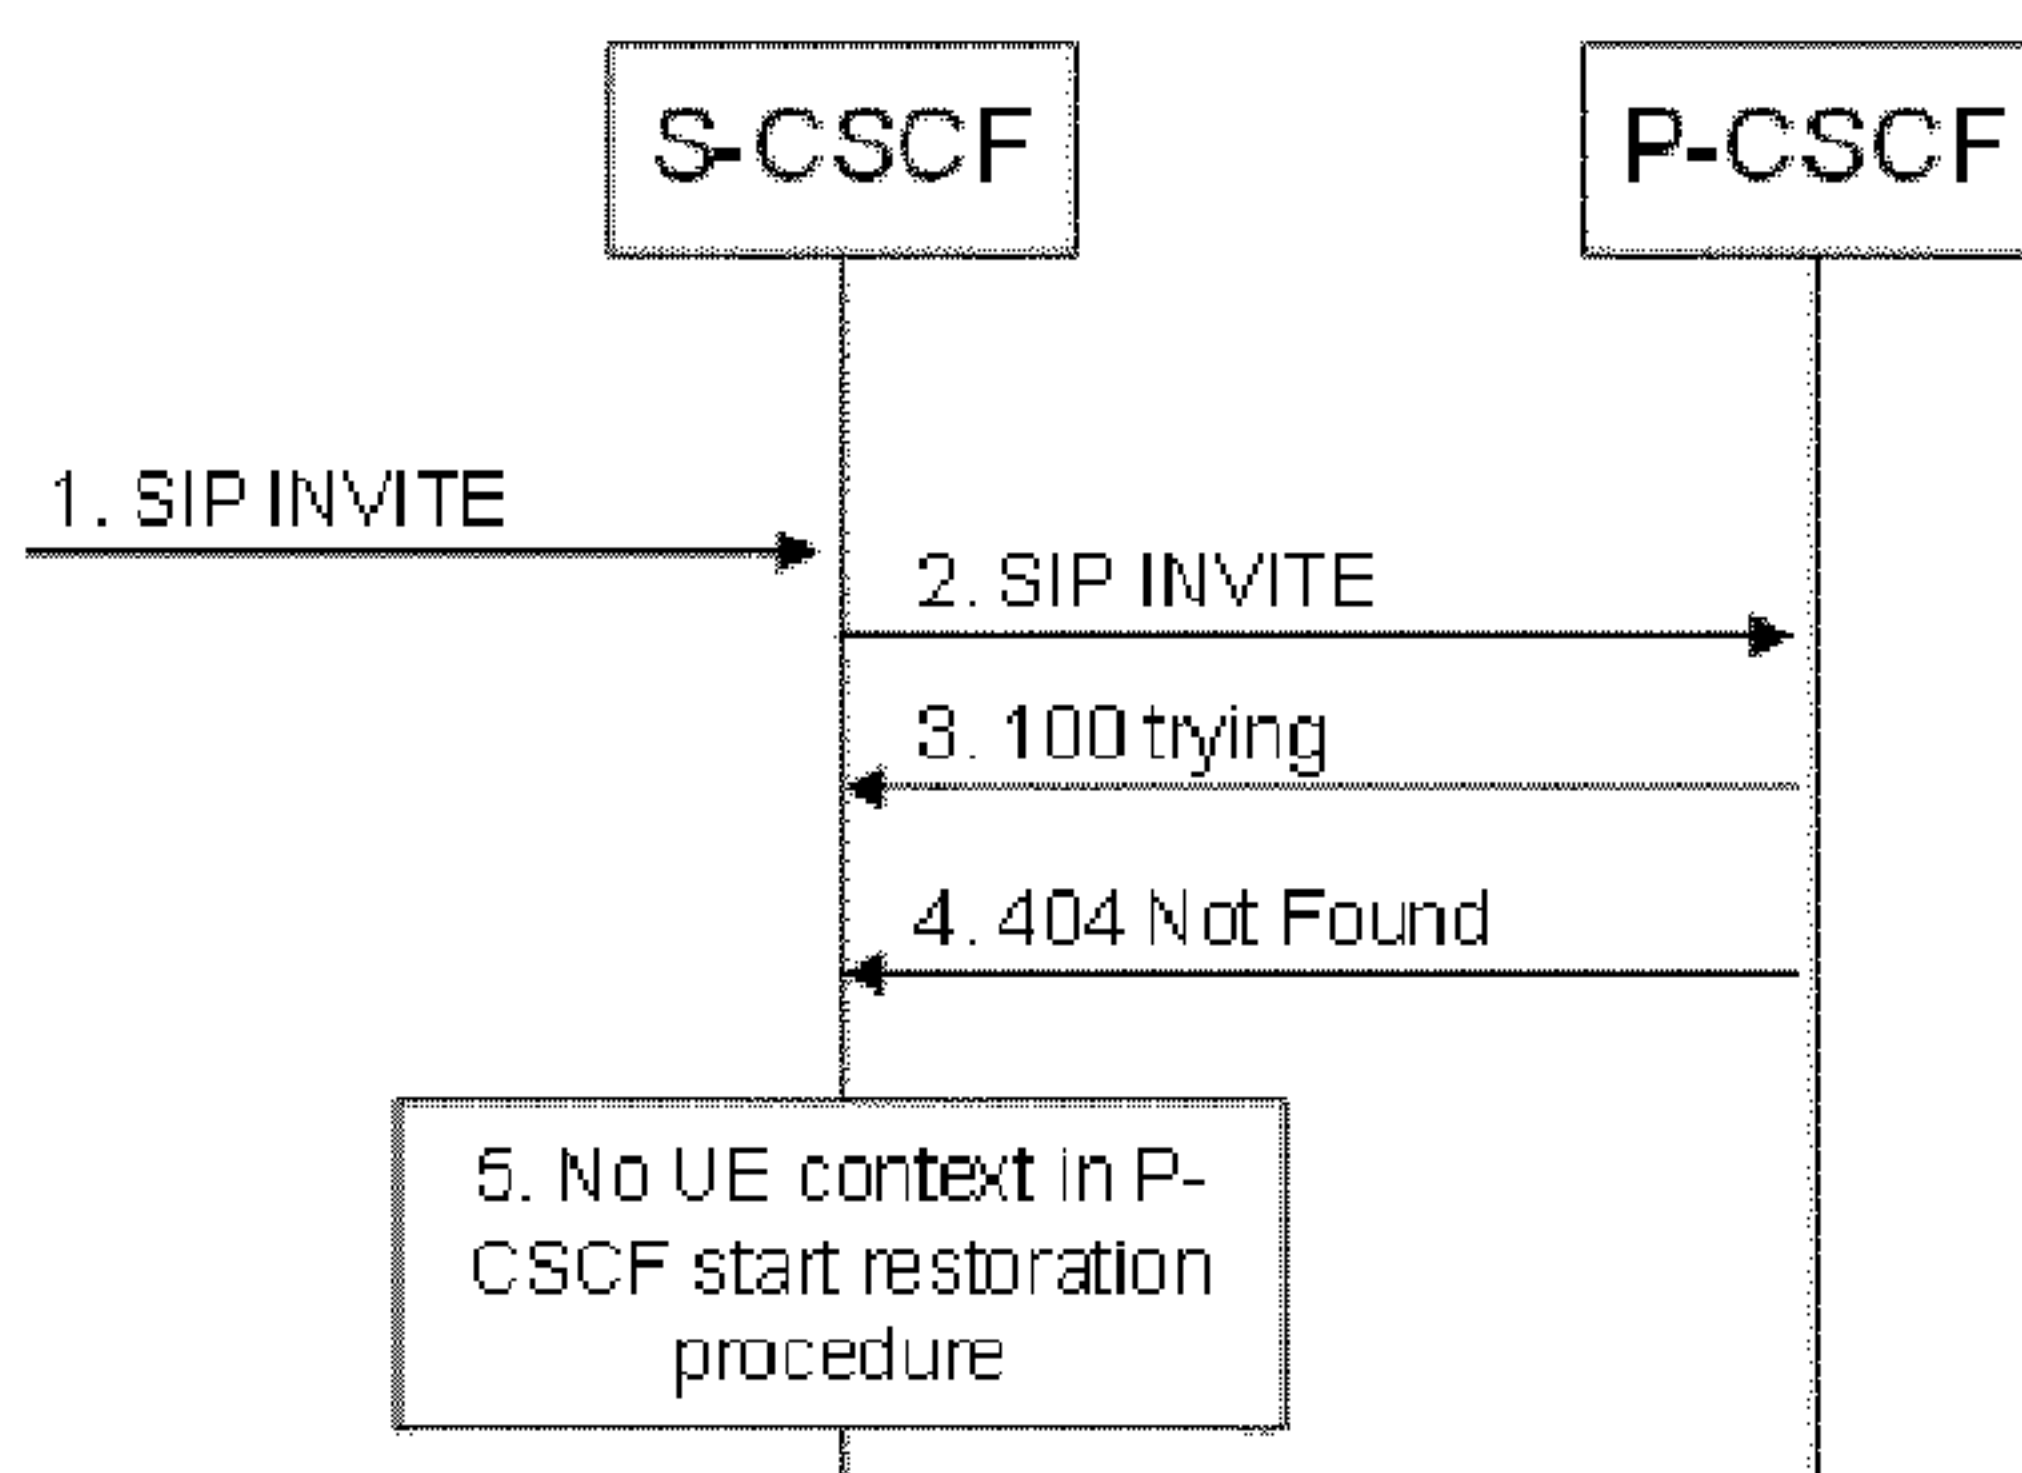 S-CSCF
P-CSCF
1. SIP INVITE
2. SIP INVITE
3. 100 trying
4. 404 Not Found
5. No UE context in P-
CSCF start restoration
procedure